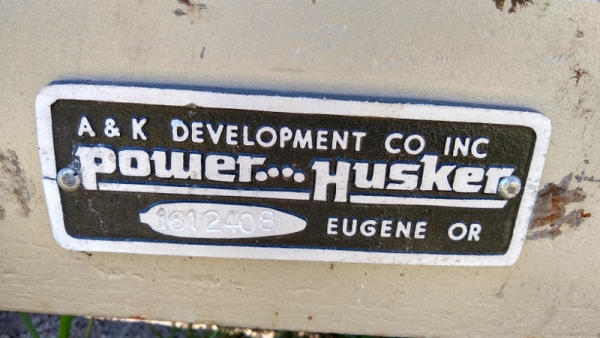 A & K DEVELOPMENT CO INC
power... Husker
1612408 EUGENE OR